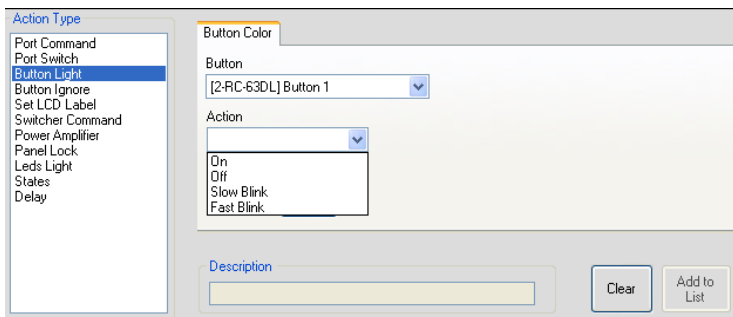 Action Type
Port Command
Port Switch
Button Light
Button Ignore
Set LCD Label
Switcher Command
Power Amplifier
Panel Lock
Leds Light
States
Delay
Button Color
Button
[2-RC-63DL] Button 1
Action
On
Off
Slow Blink
Fast Blink
Description
Clear
Add to
List